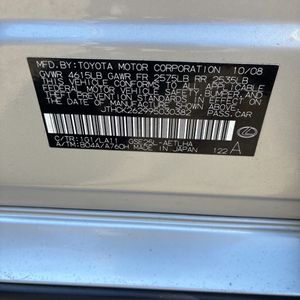 MFD.BY:TOYOTA MOTOR CORPORATION 10/08
GVWR 4615LB GAWR FR 2575LB RR 2535LB
THIS VEHICLE CONFORMS TO ALL APPLICABLE
FEDERAL MOTOR VEHICLE SAFETY, BUMPER, AND
THEFT PREVENTION STANDARDS IN EFFECT ON
THE DATE OF MANUFACTURE SHOWN ABOVE.
PASS.CAR
C/TR:1G1/LA11 GSE25L-AETLHA
A/TM:B04A/A760H MADE IN JAPAN 122 A